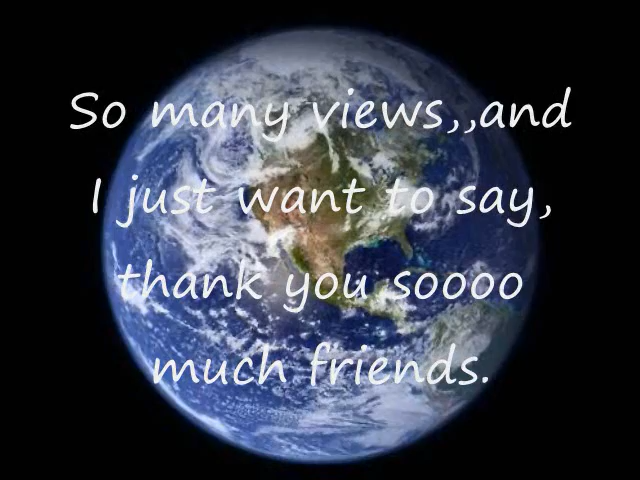 So many views,,and
I just want to say,
thank you soooo
much friends.